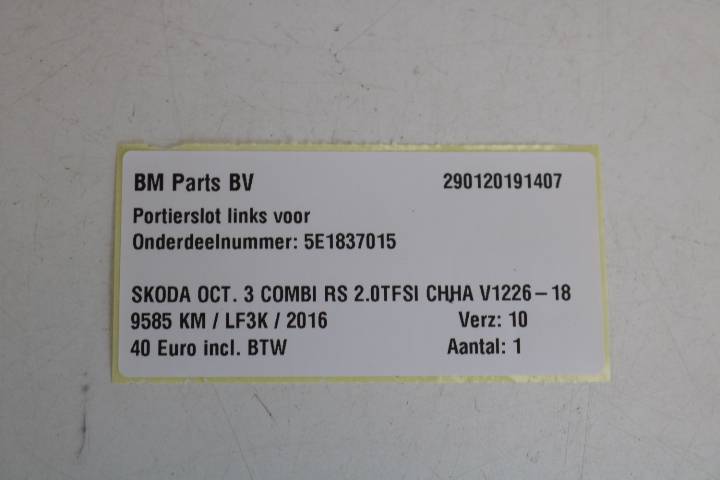 BM Parts BV 290120191407
Portierslot links voor
Onderdeelnummer: 5E1837015
SKODA OCT. 3 COMBI RS 2.0TFSI CHHA V1226-18
9585 KM / LF3K / 2016 Verz: 10
40 Euro incl. BTW Aantal: 1